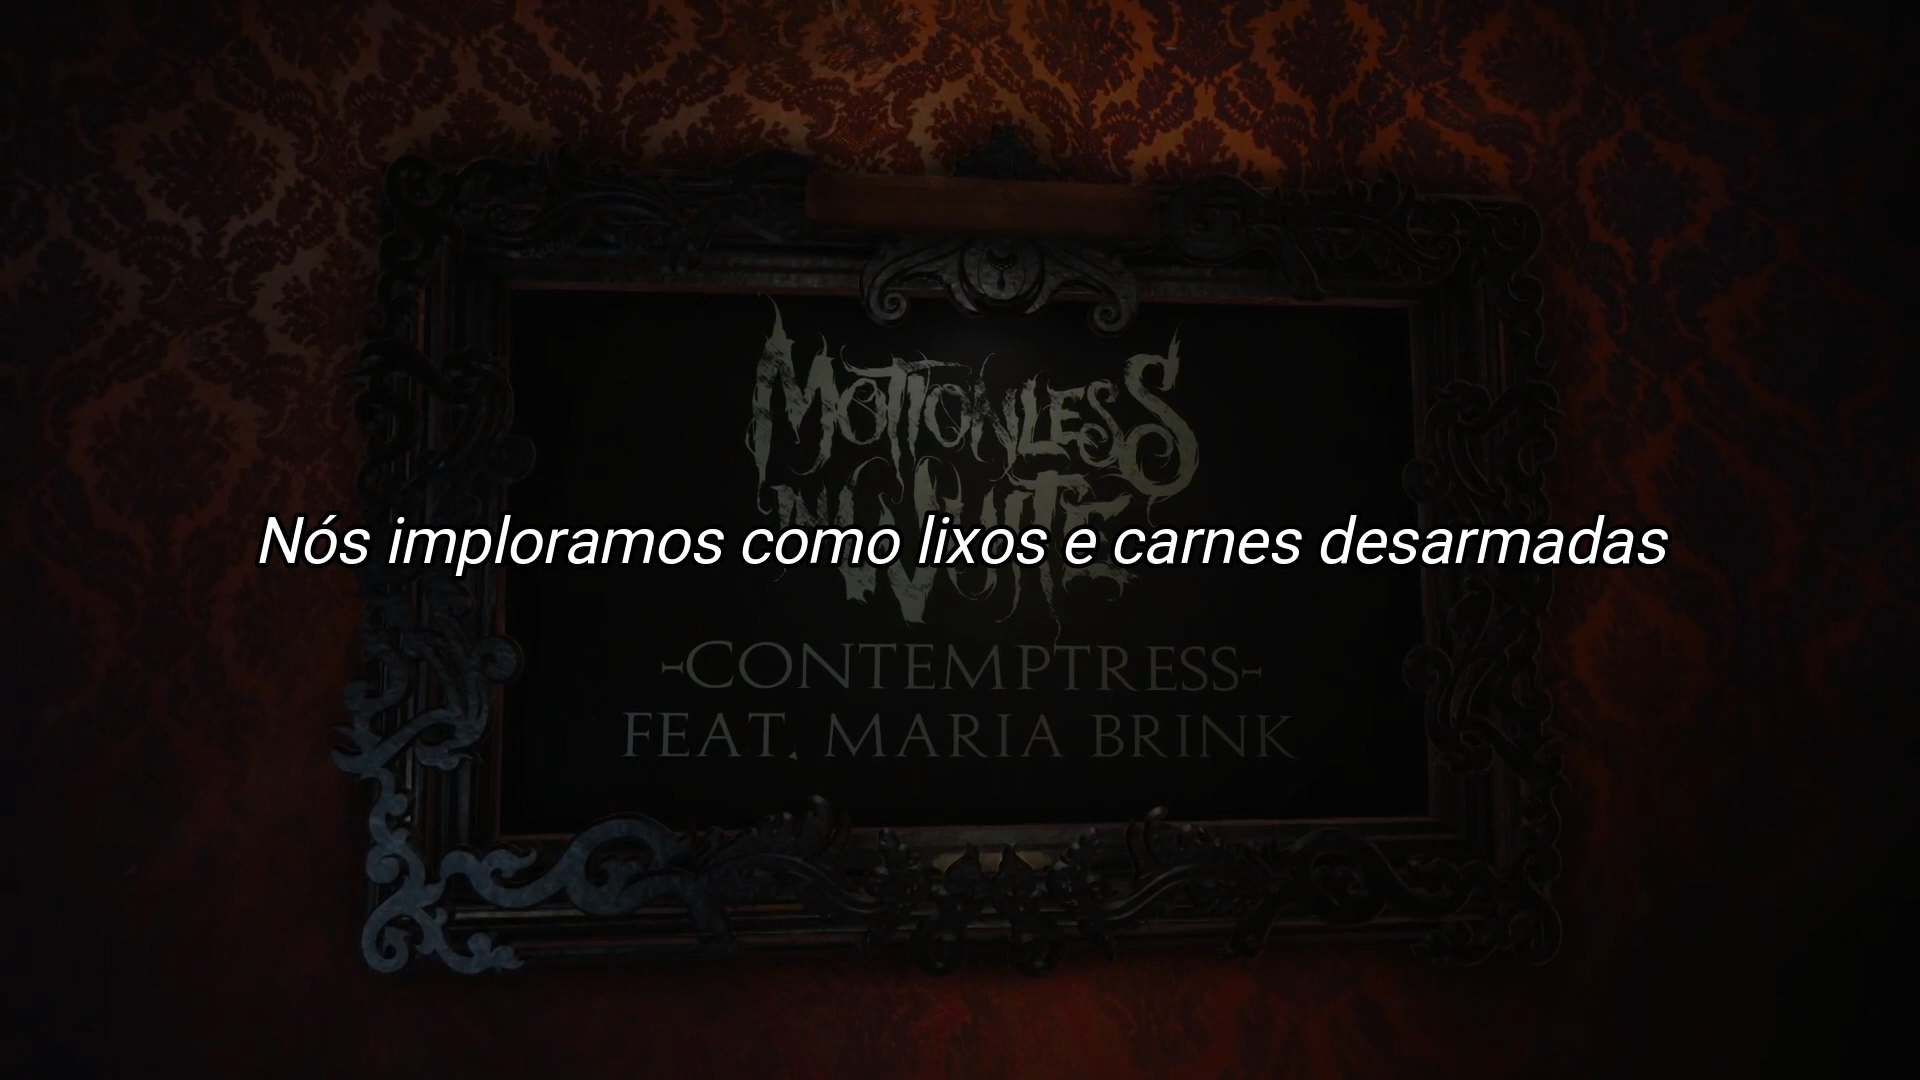 MOTIONLESS
IN WHITE
Nós imploramos como lixos e carnes desarmadas
-CONTEMPTRESS-
FEAT. MARIA BRINK